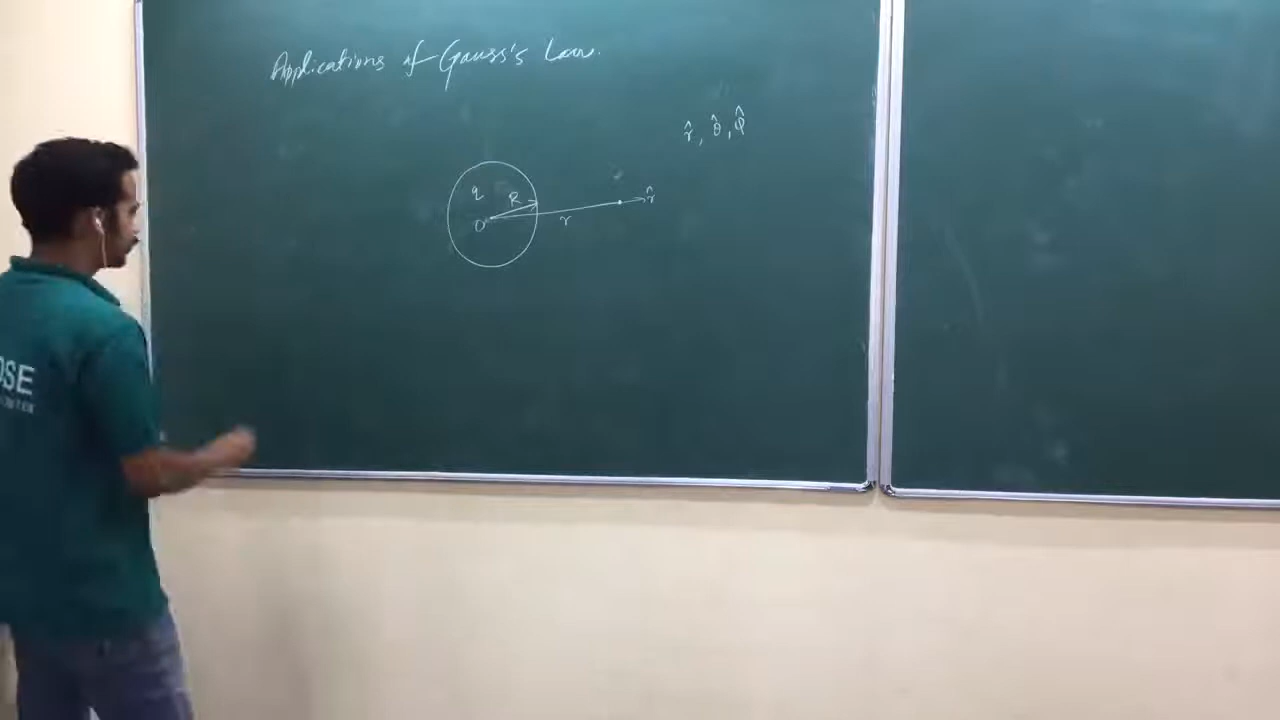 Applications of Gauss's Law.
r̂, θ̂, φ̂
q
R
r̂
O
r
OSE